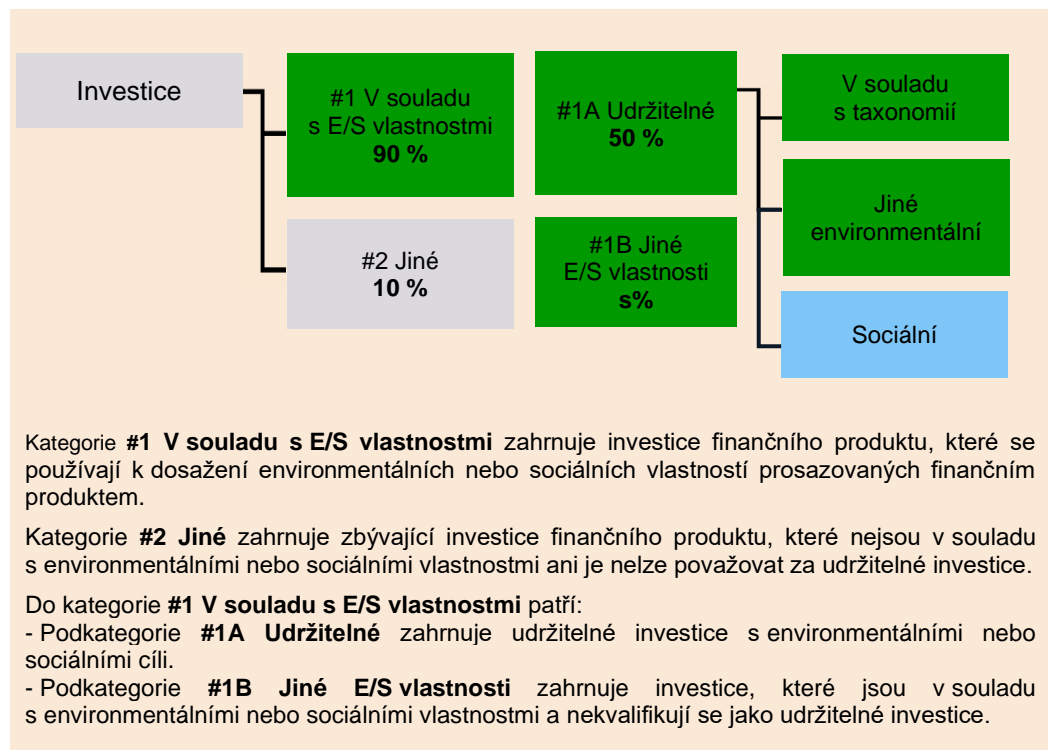 Investice
#1 V souladu
s E/S vlastnostmi
90 %
#2 Jiné
10 %
#1A Udržitelné
50 %
#1B Jiné
E/S vlastnosti
s%
V souladu
s taxonomií
Jiné
environmentální
Sociální
Kategorie #1 V souladu s E/S vlastnostmi zahrnuje investice finančního produktu, které se
používají k dosažení environmentálních nebo sociálních vlastností prosazovaných finančním
produktem.
Kategorie #2 Jiné zahrnuje zbývající investice finančního produktu, které nejsou v souladu
s environmentálními nebo sociálními vlastnostmi ani je nelze považovat za udržitelné investice.
Do kategorie #1 V souladu s E/S vlastnostmi patří:
- Podkategorie #1A Udržitelné zahrnuje udržitelné investice s environmentálními nebo
sociálními cíli.
- Podkategorie #1B Jiné E/S vlastnosti zahrnuje investice, které jsou v souladu
s environmentálními nebo sociálními vlastnostmi a nekvalifikují se jako udržitelné investice.